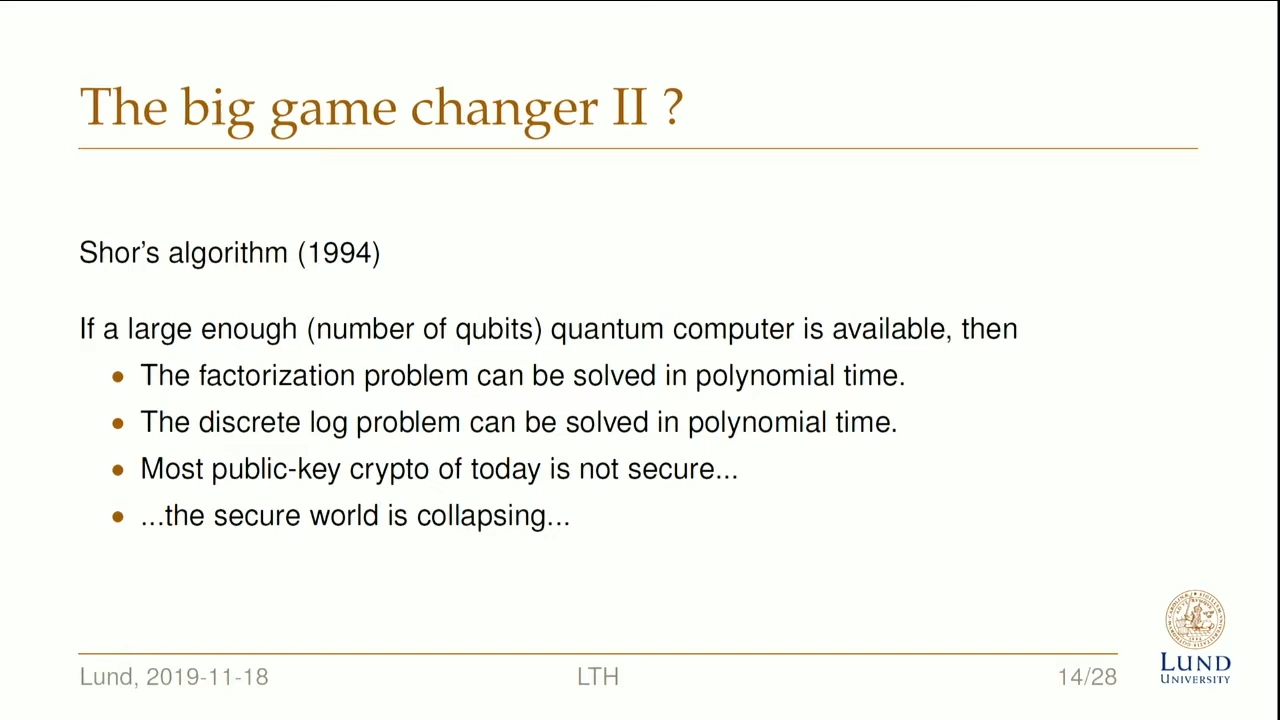 The big game changer II ?
Shor's algorithm (1994)
If a large enough (number of qubits) quantum computer is available, then
• The factorization problem can be solved in polynomial time.
• The discrete log problem can be solved in polynomial time.
• Most public-key crypto of today is not secure...
• ...the secure world is collapsing...
Lund, 2019-11-18
LTH
14/28
LUND
UNIVERSITY